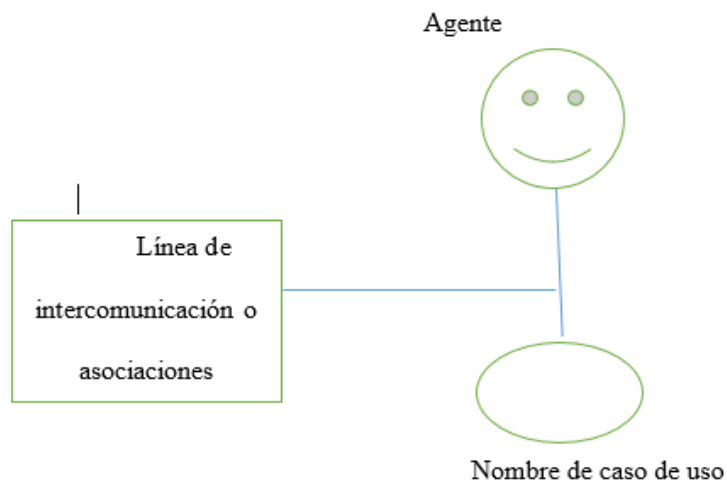 Agente
Línea de
intercomunicación o
asociaciones
Nombre de caso de uso